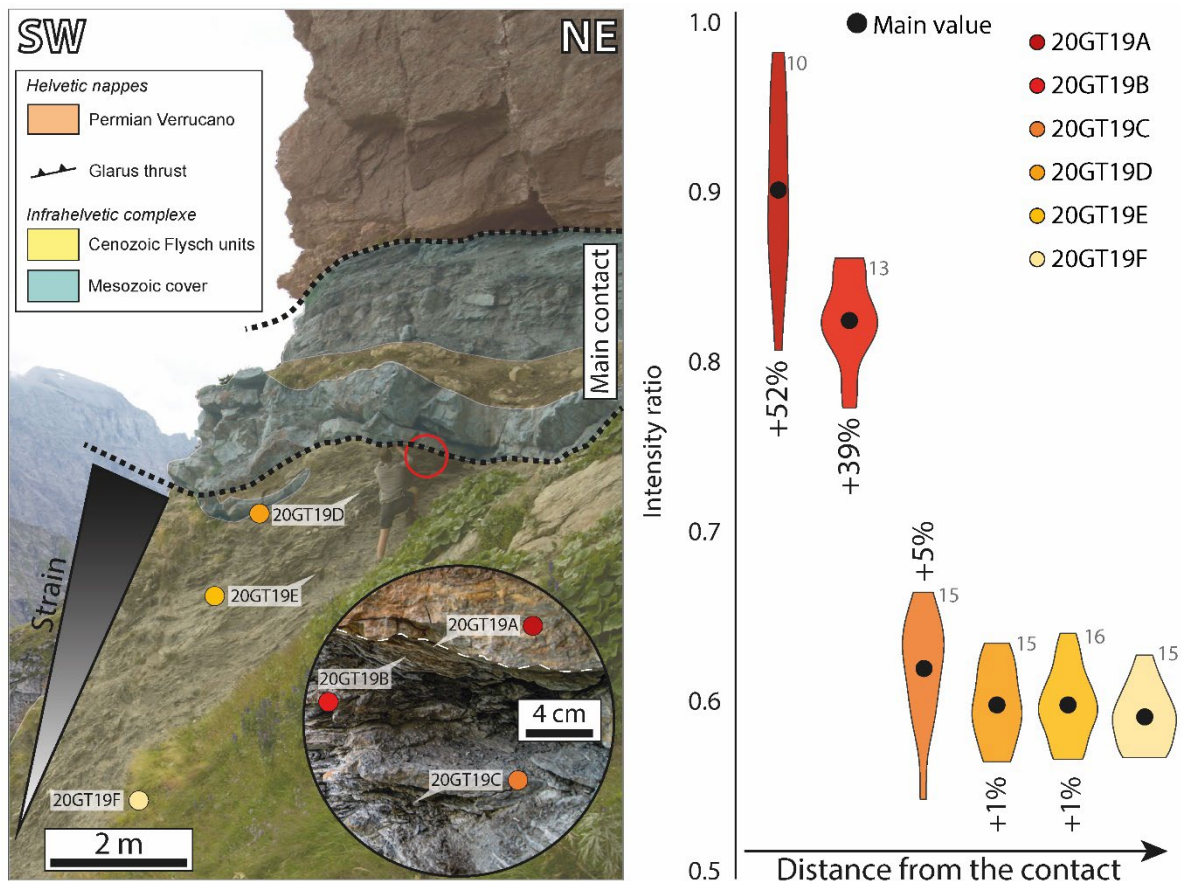 SW
NE
Helvetic nappes
Permian Verrucano
Glarus thrust
Infrahelvetic complexe
Cenozoic Flysch units
Mesozoic cover
Main contact
20GT19D
20GT19E
Strain
20GT19A
20GT19B
4 cm
20GT19C
20GT19F
2 m
Main value
20GT19A
20GT19B
20GT19C
20GT19D
20GT19E
20GT19F
Intensity ratio
1.0
0.9
0.8
0.7
0.6
0.5
10
+52%
13
+39%
+5%
15
15
+1%
16
+1%
15
Distance from the contact